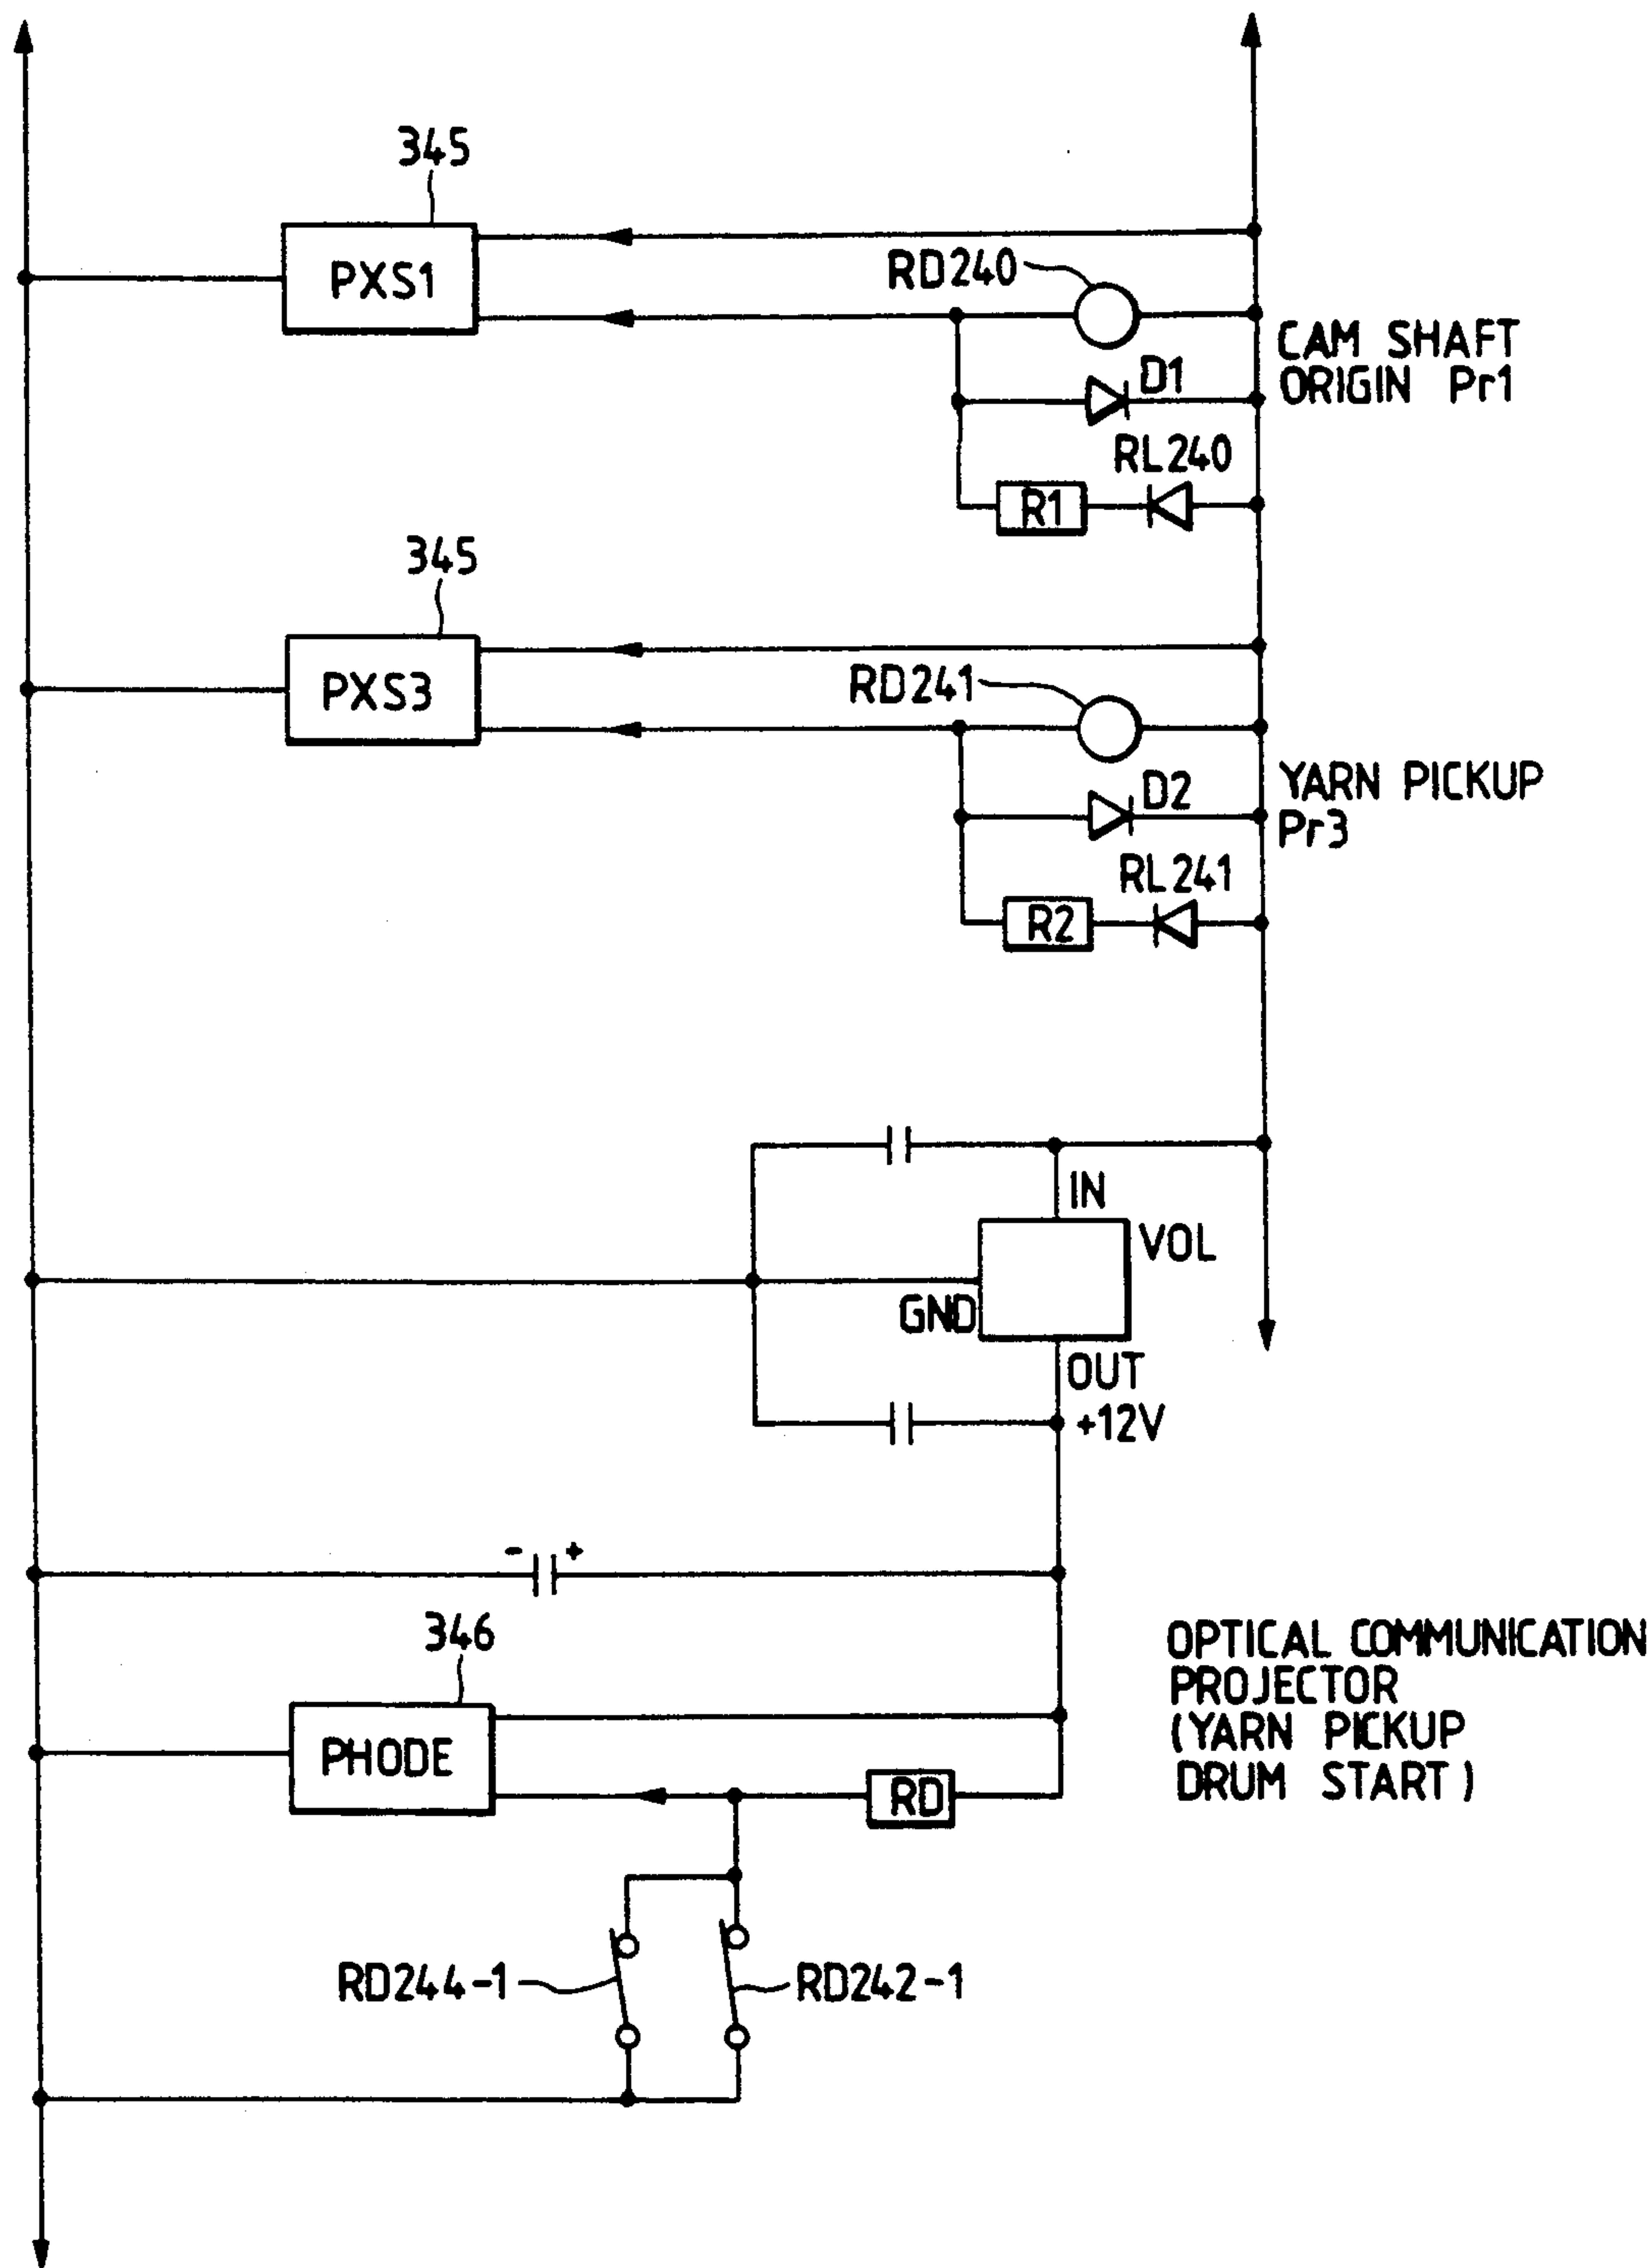 345
PXS1
RD240
CAM SHAFT
ORIGIN Pr1
D1
RL240
R1
345
PXS3
RD241
YARN PICKUP
Pr3
D2
RL241
R2
IN
VOL
GND
OUT
+12V
- +
346
OPTICAL COMMUNICATION
PROJECTOR
(YARN PICKUP
DRUM START)
PHODE
RD
RD244-1
RD242-1